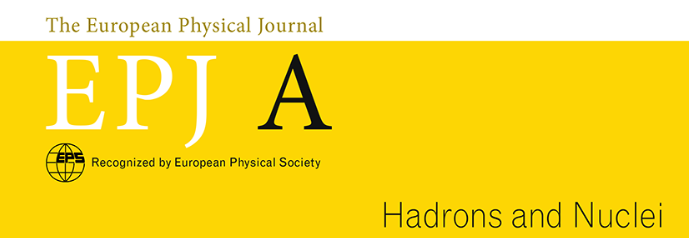 The European Physical Journal
EPJ A
EPS
Recognized by European Physical Society
Hadrons and Nuclei